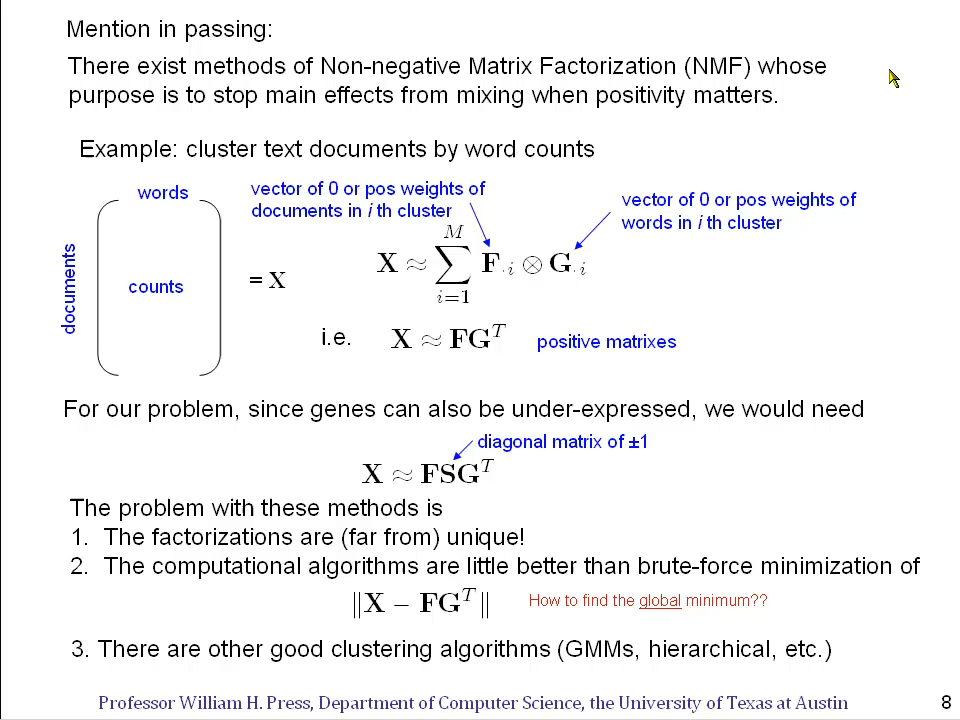 Mention in passing:
There exist methods of Non-negative Matrix Factorization (NMF) whose
purpose is to stop main effects from mixing when positivity matters.
Example: cluster text documents by word counts
words
documents
counts
= X
vector of 0 or pos weights of
documents in i th cluster
vector of 0 or pos weights of
words in i th cluster
X ≈ ∑_{i=1}^{M} F_{·i} ⊗ G_{·i}
i.e. X ≈ FG^T positive matrixes
For our problem, since genes can also be under-expressed, we would need
diagonal matrix of ±1
X ≈ FSG^T
The problem with these methods is
1. The factorizations are (far from) unique!
2. The computational algorithms are little better than brute-force minimization of
‖X − FG^T‖ How to find the global minimum??
3. There are other good clustering algorithms (GMMs, hierarchical, etc.)
Professor William H. Press, Department of Computer Science, the University of Texas at Austin 8